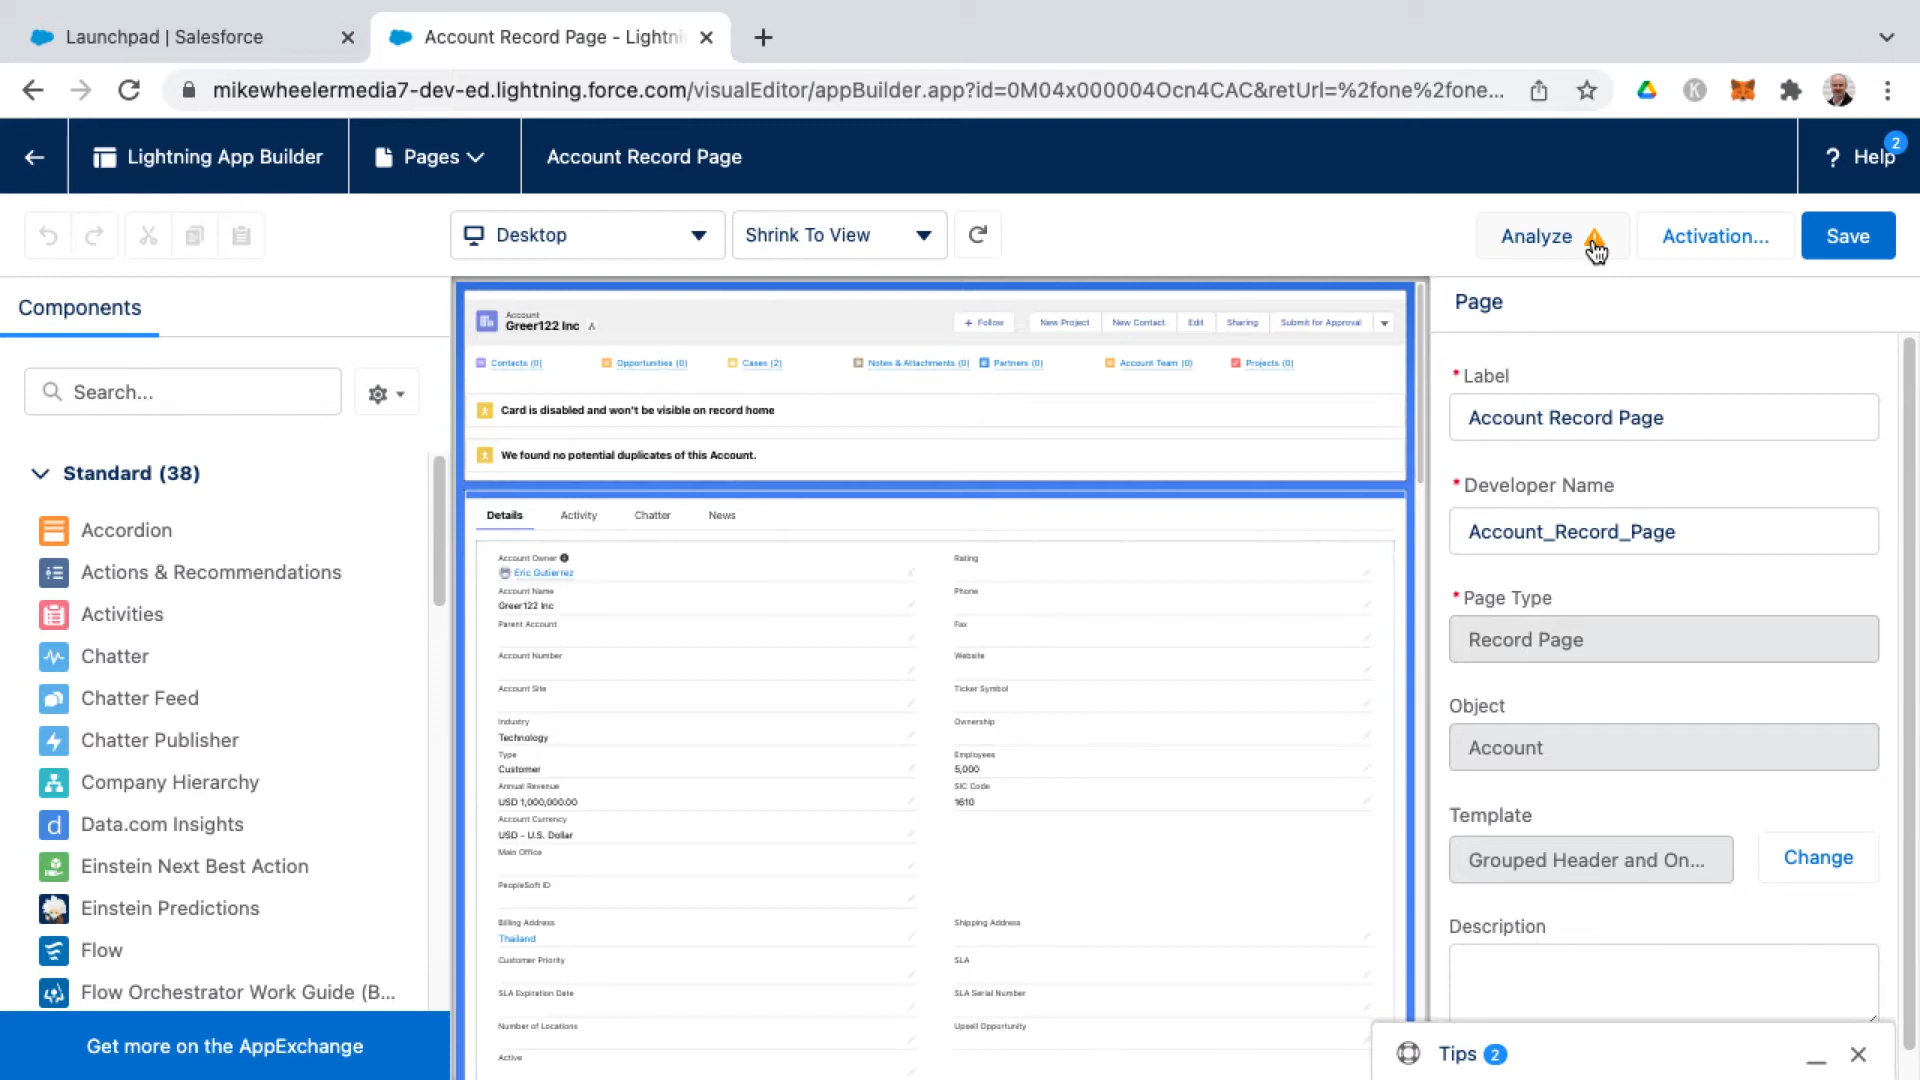 Launchpad | Salesforce
Account Record Page - Lightni
mikewheelermedia7-dev-ed.lightning.force.com/visualEditor/appBuilder.app?id=0M04x000004Ocn4CAC&retUrl=%2fone%2fone...
K
Lightning App Builder
Pages
Account Record Page
? Help
2
Desktop
Shrink To View
Analyze
Activation...
Save
Components
Search...
Standard (38)
Accordion
Actions & Recommendations
Activities
Chatter
Chatter Feed
Chatter Publisher
Company Hierarchy
d Data.com Insights
Einstein Next Best Action
Einstein Predictions
Flow
Flow Orchestrator Work Guide (B...
Get more on the AppExchange
Account
Greer122 Inc
+ Follow
New Project
New Contact
Edit
Sharing
Submit for Approval
Contacts (0)
Opportunities (0)
Cases (2)
Notes & Attachments (0)
Partners (0)
Account Team (0)
Projects (0)
Card is disabled and won't be visible on record home
We found no potential duplicates of this Account.
Details
Activity
Chatter
News
Account Owner
Eric Gutierrez
Rating
Account Name
Greer122 Inc
Phone
Parent Account
Fax
Account Number
Website
Account Site
Ticker Symbol
Industry
Technology
Ownership
Type
Customer
Employees
5,000
Annual Revenue
USD 1,000,000.00
SIC Code
1610
Account Currency
USD - U.S. Dollar
Main Office
PeopleSoft ID
Billing Address
Thailand
Shipping Address
Customer Priority
SLA
SLA Expiration Date
SLA Serial Number
Number of Locations
Upsell Opportunity
Active
Page
* Label
Account Record Page
* Developer Name
Account_Record_Page
* Page Type
Record Page
Object
Account
Template
Grouped Header and On...
Change
Description
Tips 2